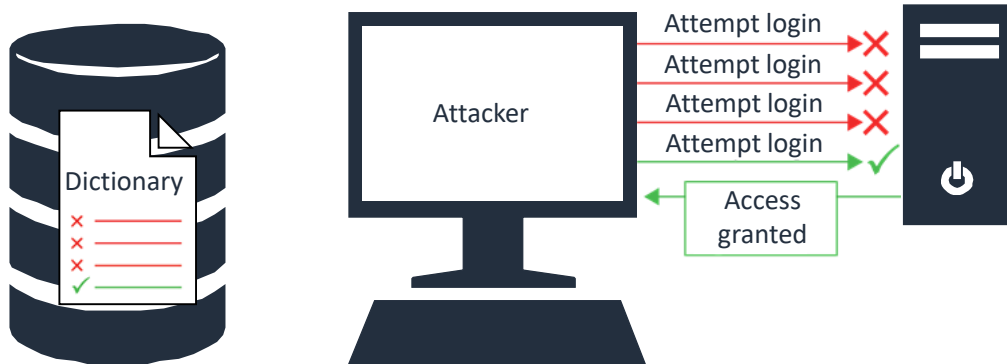 Dictionary
Attacker
Attempt login
Attempt login
Attempt login
Attempt login
Access
granted